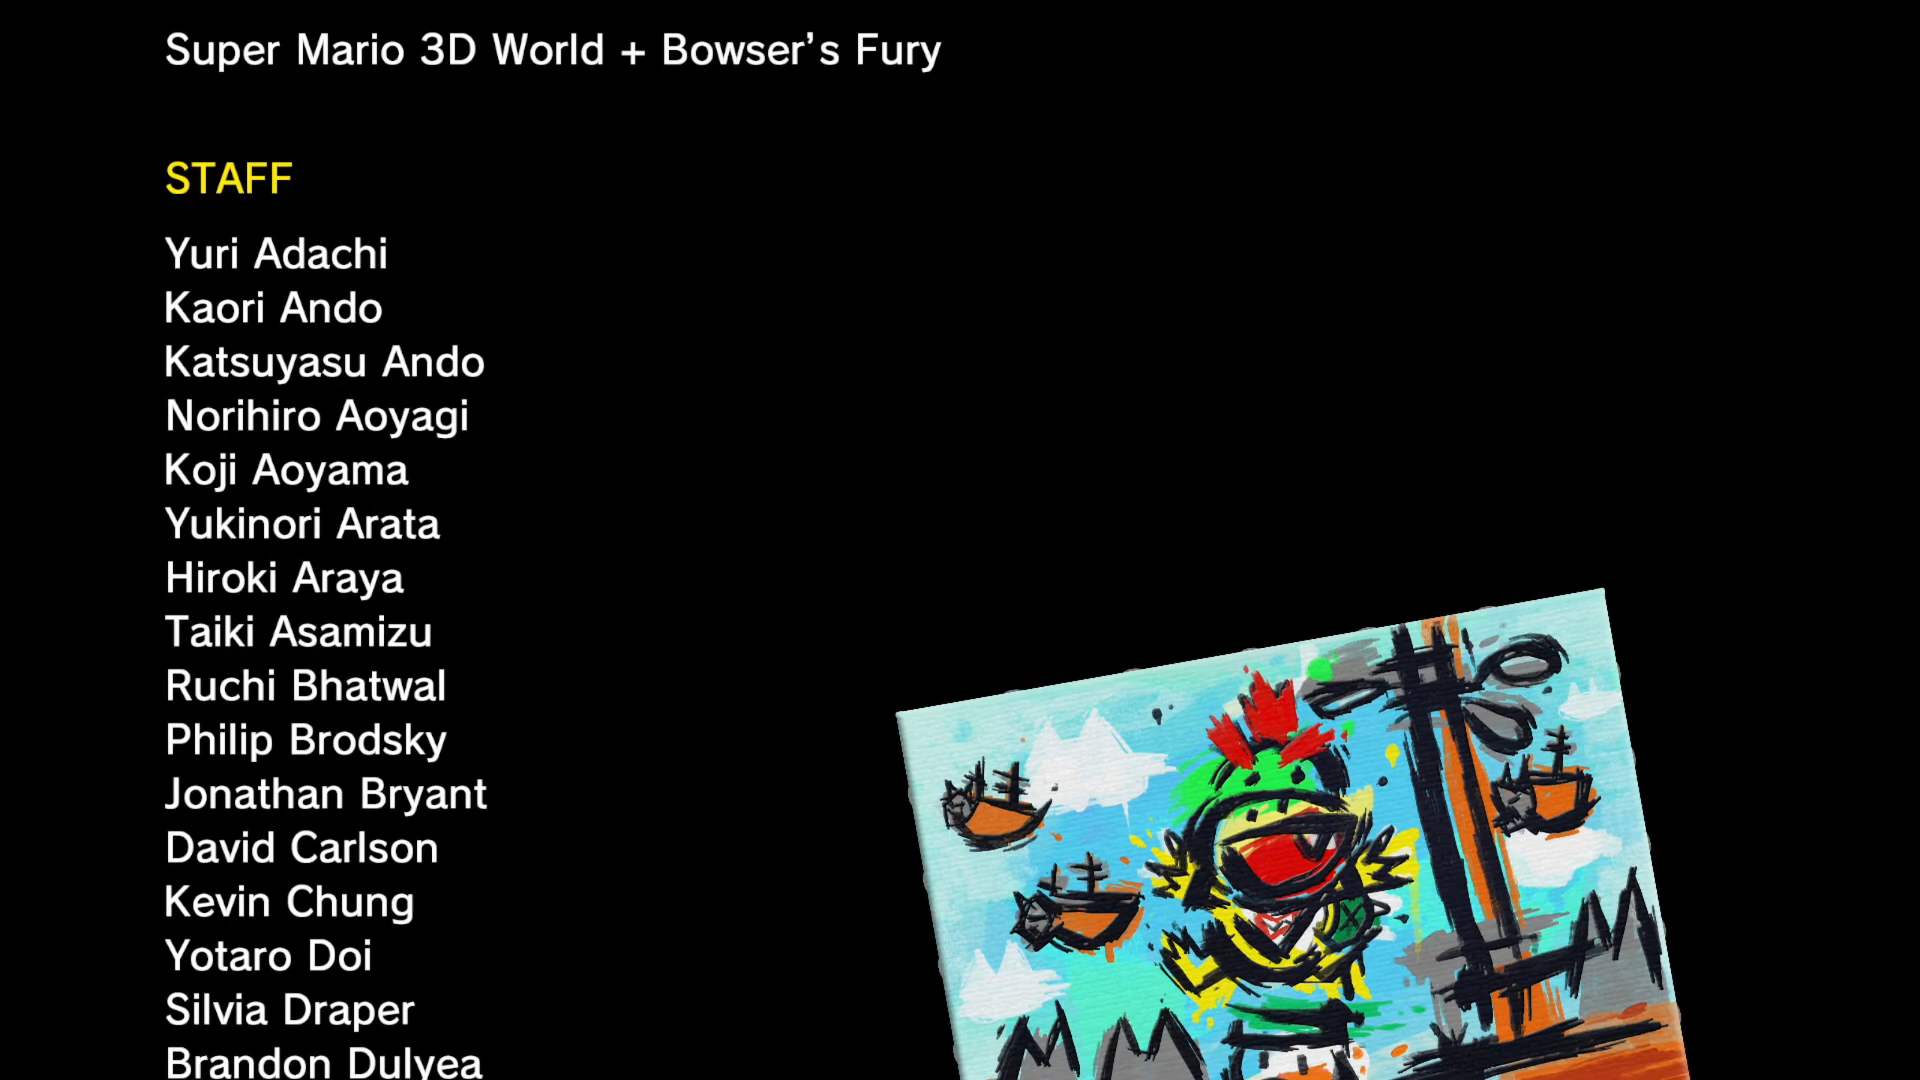 Super Mario 3D World + Bowser’s Fury
STAFF
Yuri Adachi
Kaori Ando
Katsuyasu Ando
Norihiro Aoyagi
Koji Aoyama
Yukinori Arata
Hiroki Araya
Taiki Asamizu
Ruchi Bhatwal
Philip Brodsky
Jonathan Bryant
David Carlson
Kevin Chung
Yotaro Doi
Silvia Draper
Brandon Dulyea